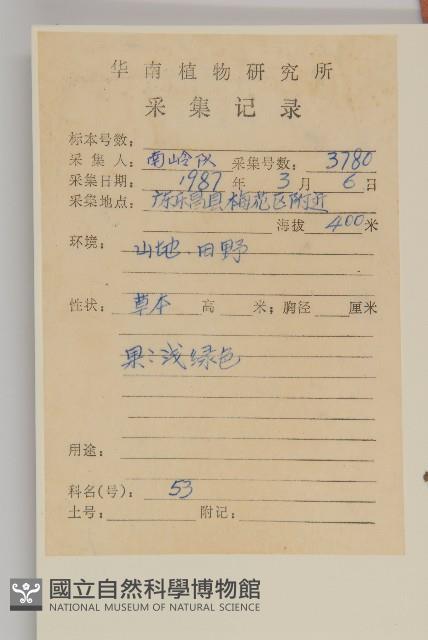 华南植物研究所
采集记录
标本号数:
采集人: 南岭队 采集号数: 3780
采集日期: 1987 年 3 月 6 日
采集地点: 广东乐昌县梅花区附近
海拔 400 米
环境: 山地.田野
性状: 草本 高 米; 胸径 厘米
果:浅绿色
用途:
科名(号): 53
土号: 附记:
國立自然科學博物館
NATIONAL MUSEUM OF NATURAL SCIENCE